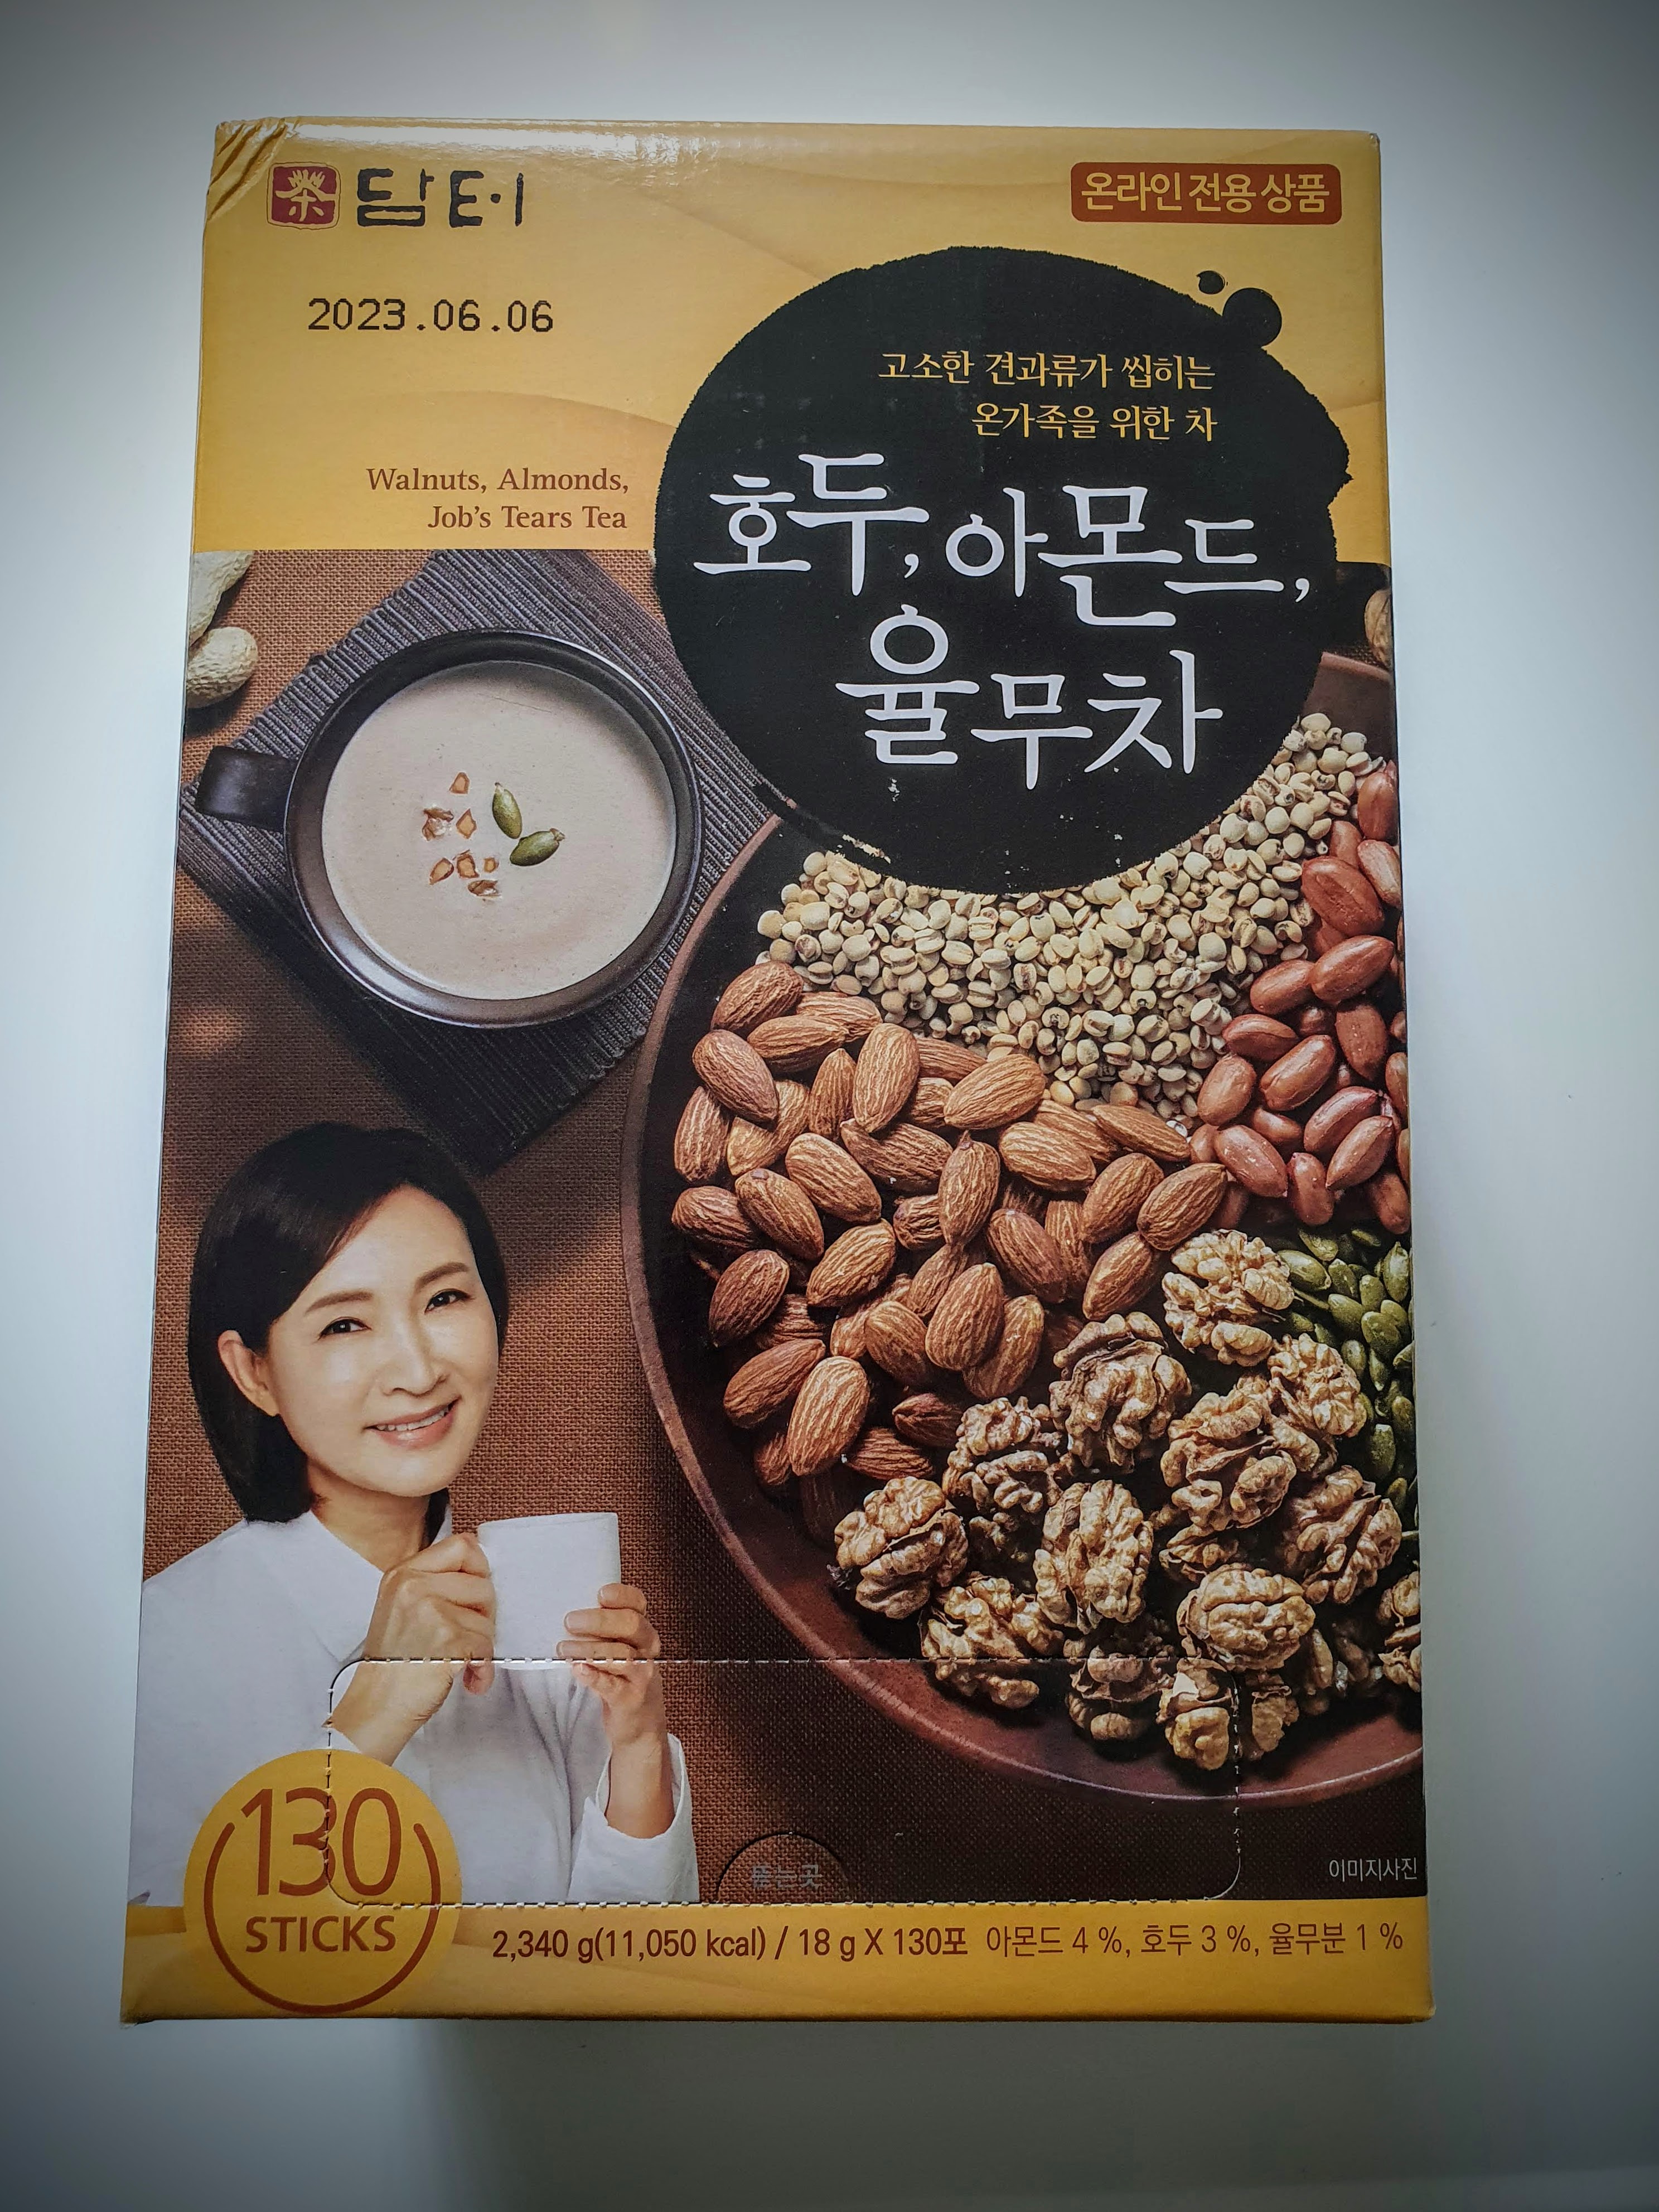 茶 담터
온라인 전용 상품
2023.06.06
고소한 견과류가 씹히는
온가족을 위한 차
Walnuts, Almonds,
Job's Tears Tea
호두, 아몬드,
율무차
뜯는곳
이미지사진
130
STICKS
2,340 g(11,050 kcal) / 18 g X 130포 아몬드 4 %, 호두 3 %, 율무분 1 %